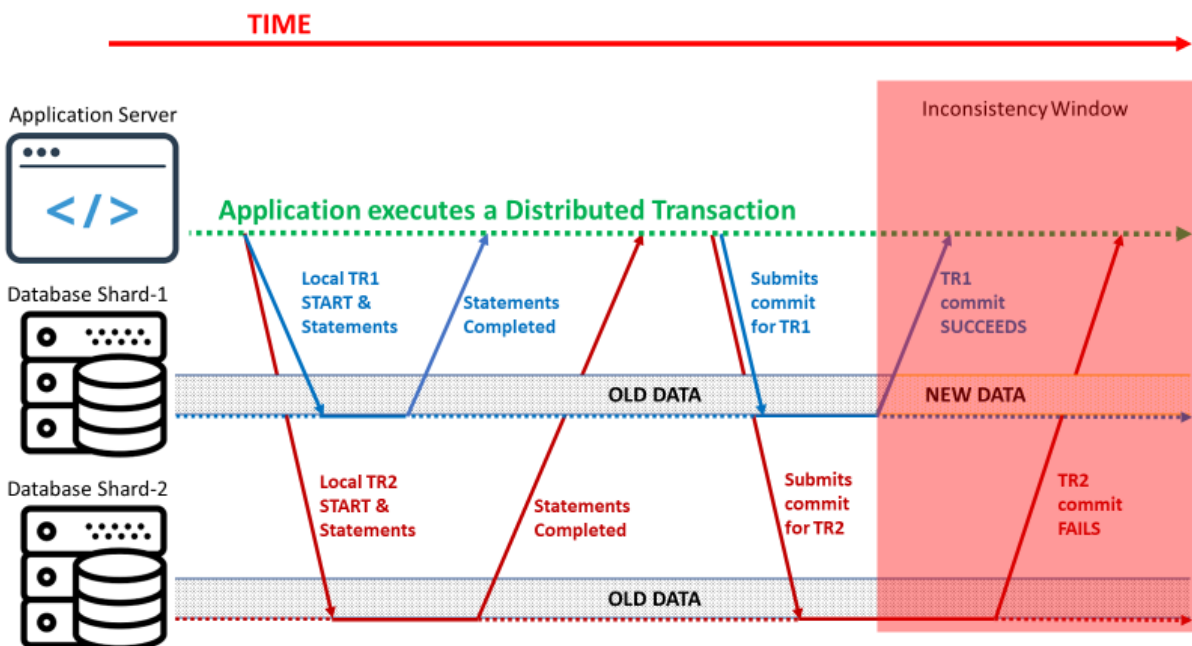 TIME
Application Server
Inconsistency Window
</>
Application executes a Distributed Transaction
Database Shard-1
Local TR1
START &
Statements
Statements
Completed
Submits
commit
for TR1
TR1
commit
SUCCEEDS
OLD DATA
NEW DATA
Database Shard-2
Local TR2
START &
Statements
Statements
Completed
Submits
commit
for TR2
TR2
commit
FAILS
OLD DATA